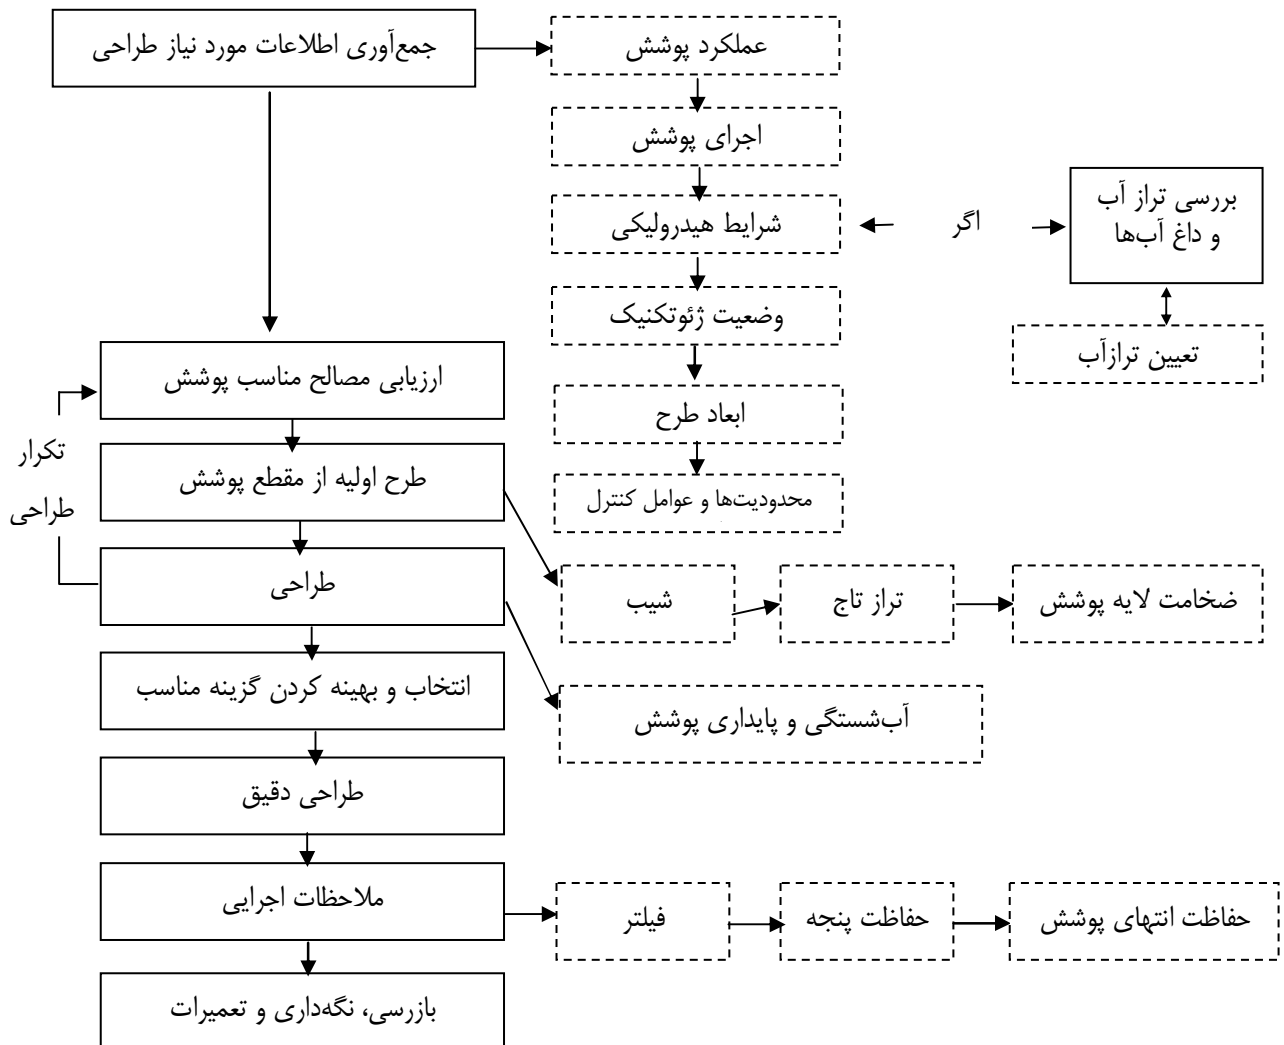 جمع‌آوری اطلاعات مورد نیاز طراحی
عملکرد پوشش
اجرای پوشش
شرایط هیدرولیکی
اگر
بررسی تراز آب
و داغ آب‌ها
تعیین ترازآب
وضعیت ژئوتکنیک
ابعاد طرح
محدودیت‌ها و عوامل کنترل
ارزیابی مصالح مناسب پوشش
تکرار
طراحی
طرح اولیه از مقطع پوشش
شیب
تراز تاج
ضخامت لایه پوشش
طراحی
آب‌شستگی و پایداری پوشش
انتخاب و بهینه کردن گزینه مناسب
طراحی دقیق
ملاحظات اجرایی
فیلتر
حفاظت پنجه
حفاظت انتهای پوشش
بازرسی، نگه‌داری و تعمیرات